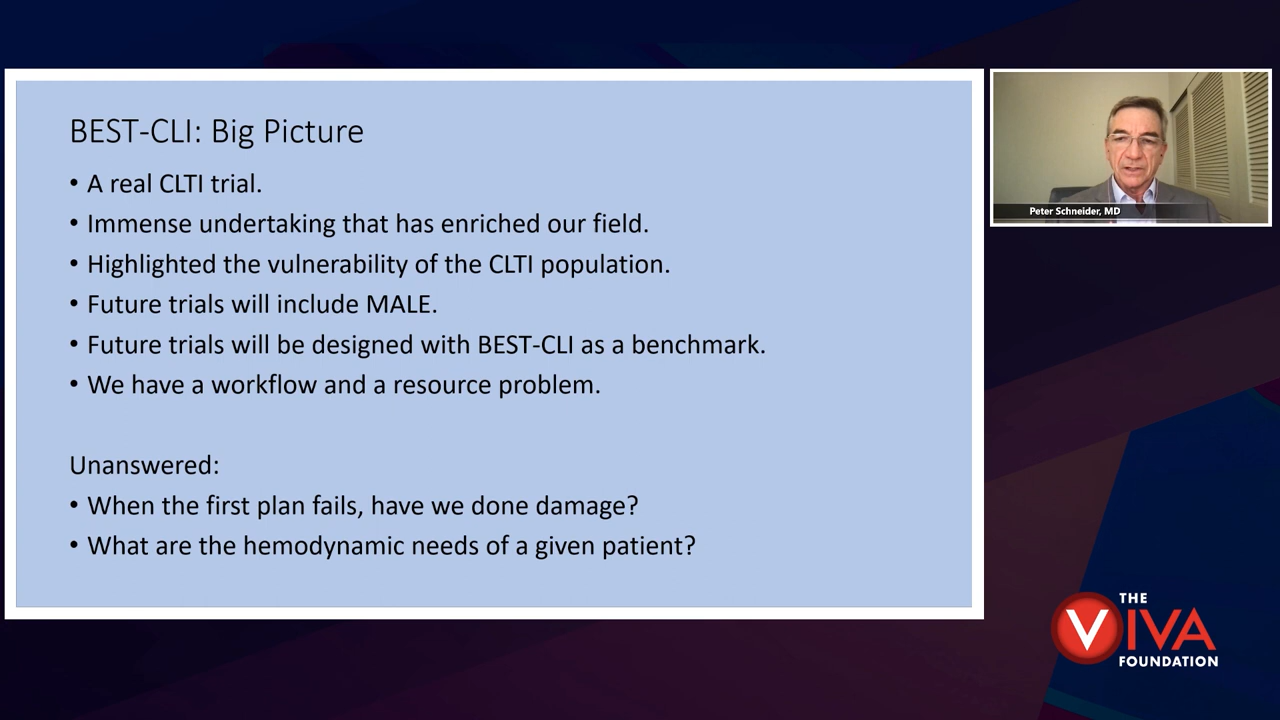 BEST-CLI: Big Picture
• A real CLTI trial.
• Immense undertaking that has enriched our field.
• Highlighted the vulnerability of the CLTI population.
• Future trials will include MALE.
• Future trials will be designed with BEST-CLI as a benchmark.
• We have a workflow and a resource problem.
Unanswered:
• When the first plan fails, have we done damage?
• What are the hemodynamic needs of a given patient?
Peter Schneider, MD
THE
VIVA
FOUNDATION